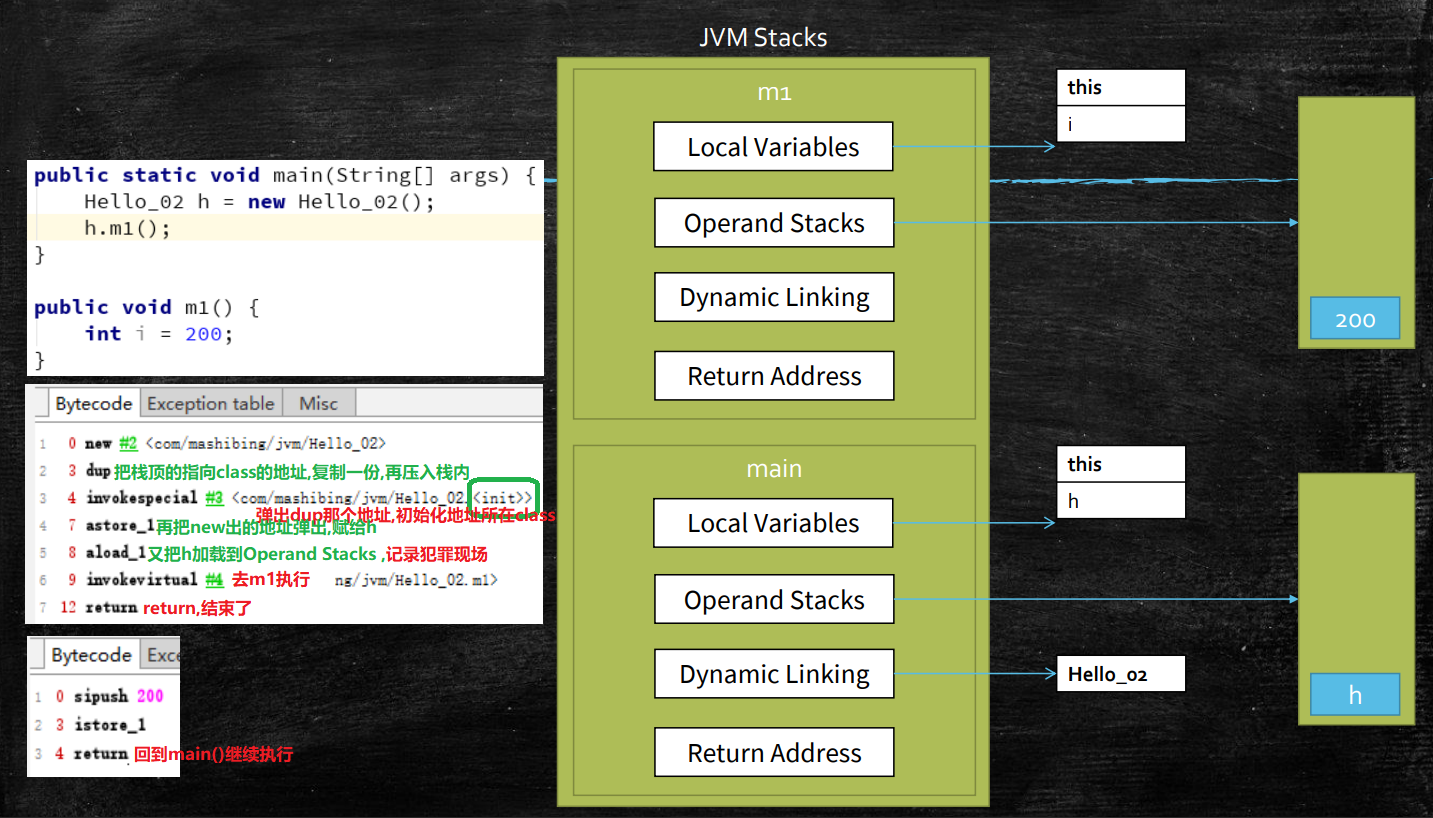 JVM Stacks
public static void main(String[] args) {
Hello_02 h = new Hello_02();
h.m1();
}
public void m1() {
int i = 200;
}
Bytecode Exception table Misc
1 0 new #2 <com/mashibing/jvm/Hello_02>
2 3 dup 把栈顶的指向class的地址,复制一份,再压入栈内
3 4 invokespecial #3 <com/mashibing/jvm/Hello_02.<init>>
弹出dup那个地址,初始化地址所在class
4 7 astore_1 再把new出的地址弹出,赋给h
5 8 aload_1 又把h加载到Operand Stacks ,记录犯罪现场
6 9 invokevirtual #4 去m1执行 ng/jvm/Hello_02.m1>
7 12 return return,结束了
Bytecode Exce
1 0 sipush 200
2 3 istore_1
3 4 return 回到main()继续执行
m1
Local Variables
Operand Stacks
Dynamic Linking
Return Address
this
i
200
main
Local Variables
Operand Stacks
Dynamic Linking
Return Address
this
h
Hello_02
h